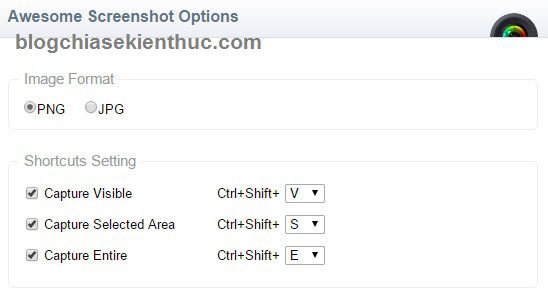 Awesome Screenshot Options
blogchiasekienthuc.com
Image Format
PNG JPG
Shortcuts Setting
Capture Visible Ctrl+Shift+ V
Capture Selected Area Ctrl+Shift+ S
Capture Entire Ctrl+Shift+ E